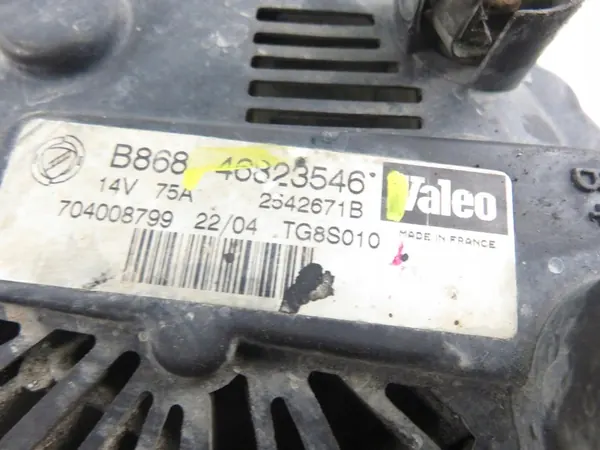 B868 46823546
14V 75A 2542671B
Valeo
704008799 22/04 TG8S010
MADE IN FRANCE